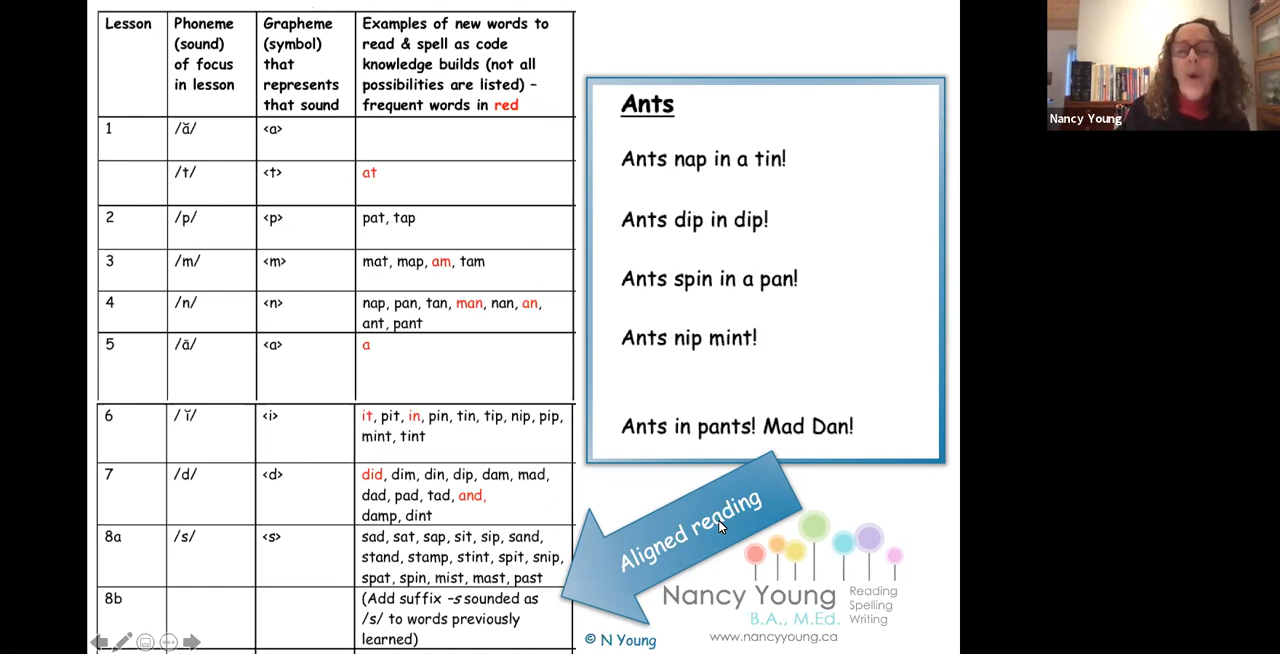 Lesson
Phoneme
(sound)
of focus
in lesson
Grapheme
(symbol)
that
represents
that sound
Examples of new words to
read & spell as code
knowledge builds (not all
possibilities are listed) –
frequent words in red
1 /ă/ <a>
/t/ <t> at
2 /p/ <p> pat, tap
3 /m/ <m> mat, map, am, tam
4 /n/ <n> nap, pan, tan, man, nan, an,
ant, pant
5 /ā/ <a> a
6 /ĭ/ <i> it, pit, in, pin, tin, tip, nip, pip,
mint, tint
7 /d/ <d> did, dim, din, dip, dam, mad,
dad, pad, tad, and,
damp, dint
8a /s/ <s> sad, sat, sap, sit, sip, sand,
stand, stamp, stint, spit, snip,
spat, spin, mist, mast, past
8b (Add suffix –s sounded as
/s/ to words previously
learned)
Ants
Ants nap in a tin!
Ants dip in dip!
Ants spin in a pan!
Ants nip mint!
Ants in pants! Mad Dan!
Aligned reading
Nancy Young
B.A., M.Ed.
Reading
Spelling
Writing
www.nancyyoung.ca
© N Young
Nancy Young